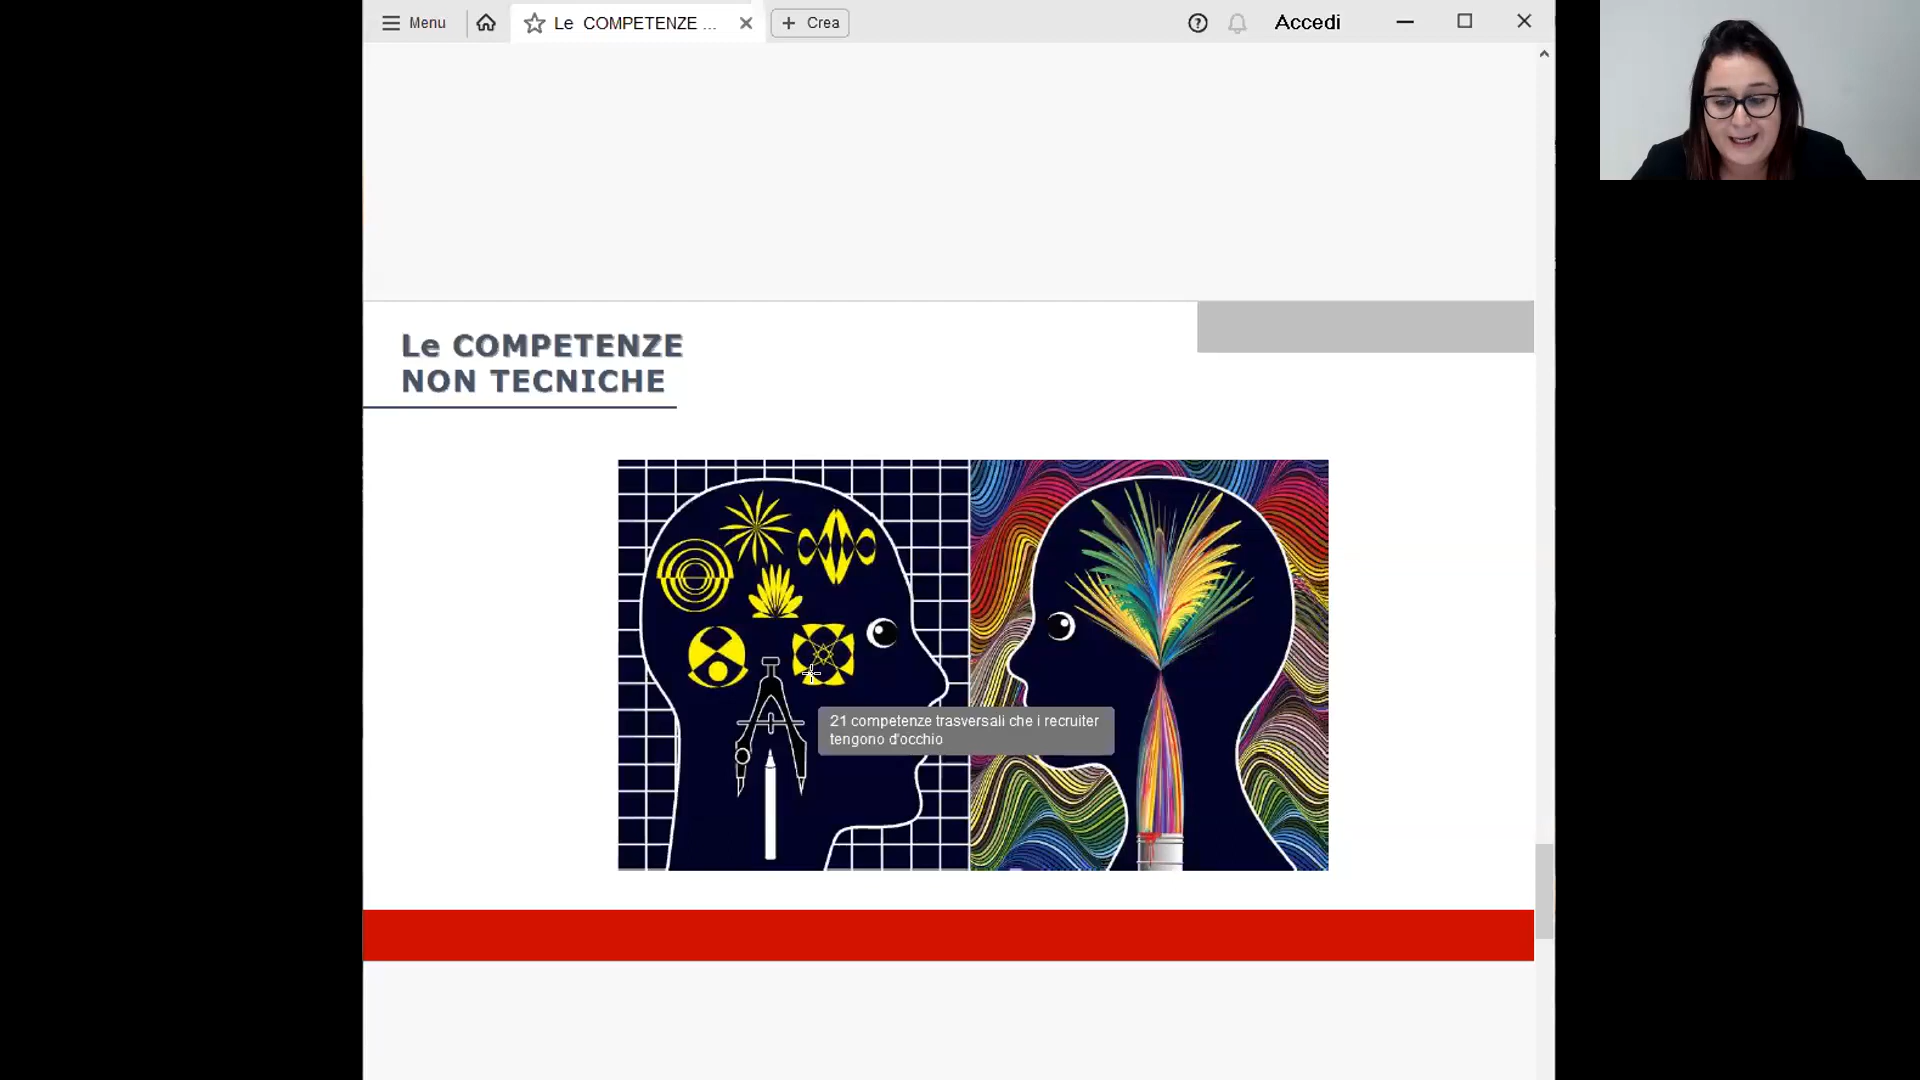 Menu
Le COMPETENZE ...
Crea
Accedi
Le COMPETENZE
NON TECNICHE
21 competenze trasversali che i recruiter
tengono d'occhio